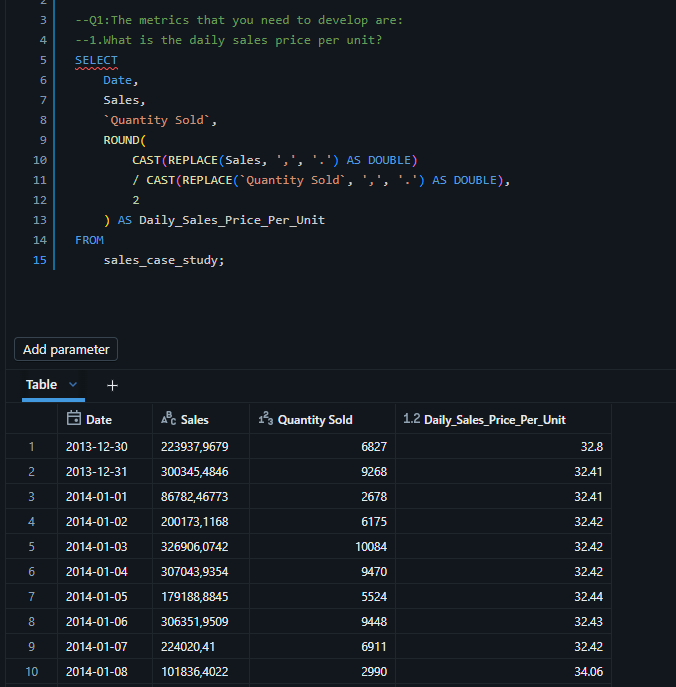 2
3 --Q1:The metrics that you need to develop are:
4 --1.What is the daily sales price per unit?
5 SELECT
6 Date,
7 Sales,
8 `Quantity Sold`,
9 ROUND(
10 CAST(REPLACE(Sales, ',', '.') AS DOUBLE)
11 / CAST(REPLACE(`Quantity Sold`, ',', '.') AS DOUBLE),
12 2
13 ) AS Daily_Sales_Price_Per_Unit
14 FROM
15 sales_case_study;
Add parameter
Table +
Date ABC Sales 123 Quantity Sold 1.2 Daily_Sales_Price_Per_Unit
1 2013-12-30 223937,9679 6827 32.8
2 2013-12-31 300345,4846 9268 32.41
3 2014-01-01 86782,46773 2678 32.41
4 2014-01-02 200173,1168 6175 32.42
5 2014-01-03 326906,0742 10084 32.42
6 2014-01-04 307043,9354 9470 32.42
7 2014-01-05 179188,8845 5524 32.44
8 2014-01-06 306351,9509 9448 32.43
9 2014-01-07 224020,41 6911 32.42
10 2014-01-08 101836,4022 2990 34.06